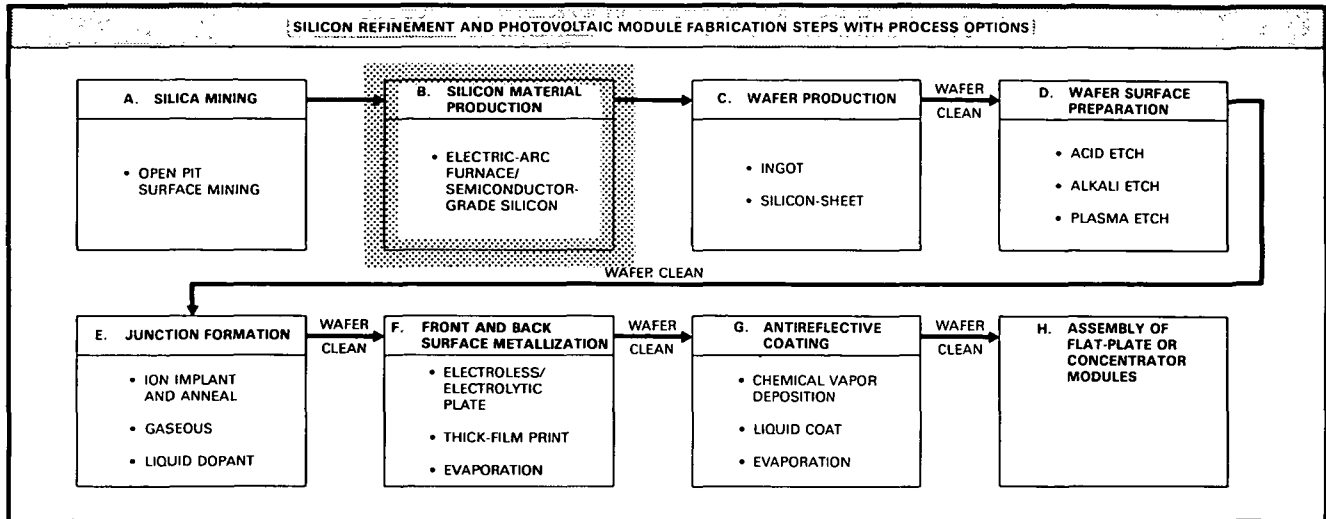 SILICON REFINEMENT AND PHOTOVOLTAIC MODULE FABRICATION STEPS WITH PROCESS OPTIONS
A. SILICA MINING
• OPEN PIT
SURFACE MINING
B. SILICON MATERIAL
PRODUCTION
• ELECTRIC-ARC
FURNACE/
SEMICONDUCTOR-
GRADE SILICON
C. WAFER PRODUCTION
• INGOT
• SILICON-SHEET
WAFER
CLEAN
D. WAFER SURFACE
PREPARATION
• ACID ETCH
• ALKALI ETCH
• PLASMA ETCH
WAFER CLEAN
E. JUNCTION FORMATION
• ION IMPLANT
AND ANNEAL
• GASEOUS
• LIQUID DOPANT
WAFER
CLEAN
F. FRONT AND BACK
SURFACE METALLIZATION
• ELECTROLESS/
ELECTROLYTIC
PLATE
• THICK-FILM PRINT
• EVAPORATION
WAFER
CLEAN
G. ANTIREFLECTIVE
COATING
• CHEMICAL VAPOR
DEPOSITION
• LIQUID COAT
• EVAPORATION
WAFER
CLEAN
H. ASSEMBLY OF
FLAT-PLATE OR
CONCENTRATOR
MODULES